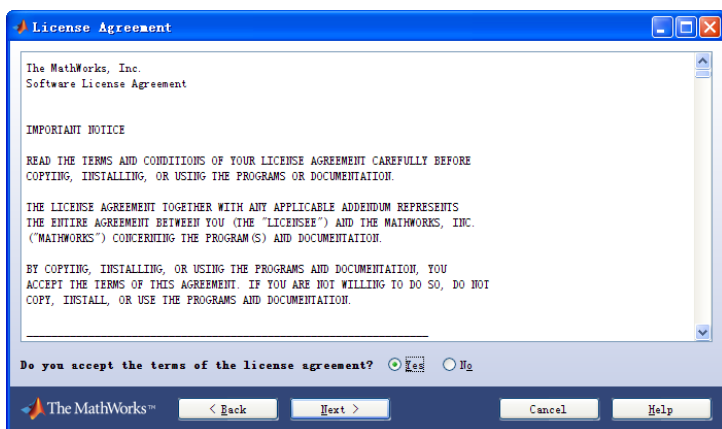 License Agreement
The MathWorks, Inc.
Software License Agreement
IMPORTANT NOTICE
READ THE TERMS AND CONDITIONS OF YOUR LICENSE AGREEMENT CAREFULLY BEFORE
COPYING, INSTALLING, OR USING THE PROGRAMS OR DOCUMENTATION.
THE LICENSE AGREEMENT TOGETHER WITH ANY APPLICABLE ADDENDUM REPRESENTS
THE ENTIRE AGREEMENT BETWEEN YOU (THE "LICENSEE") AND THE MATHWORKS, INC.
("MATHWORKS") CONCERNING THE PROGRAM(S) AND DOCUMENTATION.
BY COPYING, INSTALLING, OR USING THE PROGRAMS AND DOCUMENTATION, YOU
ACCEPT THE TERMS OF THIS AGREEMENT. IF YOU ARE NOT WILLING TO DO SO, DO NOT
COPY, INSTALL, OR USE THE PROGRAMS AND DOCUMENTATION.
Do you accept the terms of the license agreement? Yes No
The MathWorks™ < Back Next > Cancel Help